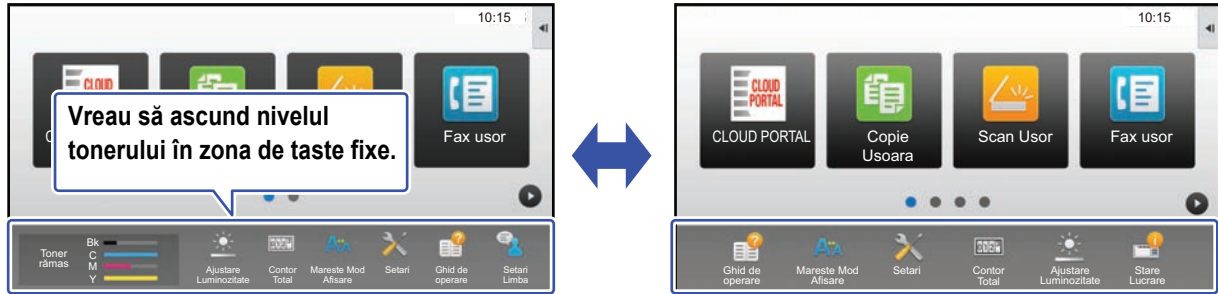 10:15
CLOUD
C
Vreau să ascund nivelul
tonerului în zona de taste fixe.
Fax usor
Toner
rămas
Bk
C
M
Y
Ajustare
Luminozitate
Contor
Total
Mareste Mod
Afisare
Setari
Ghid de
operare
Setari
Limba
10:15
CLOUD
PORTAL
CLOUD PORTAL
Copie
Usoara
Scan Usor
Fax usor
Ghid de
operare
Mareste Mod
Afisare
Setari
Contor
Total
Ajustare
Luminozitate
Stare
Lucrare